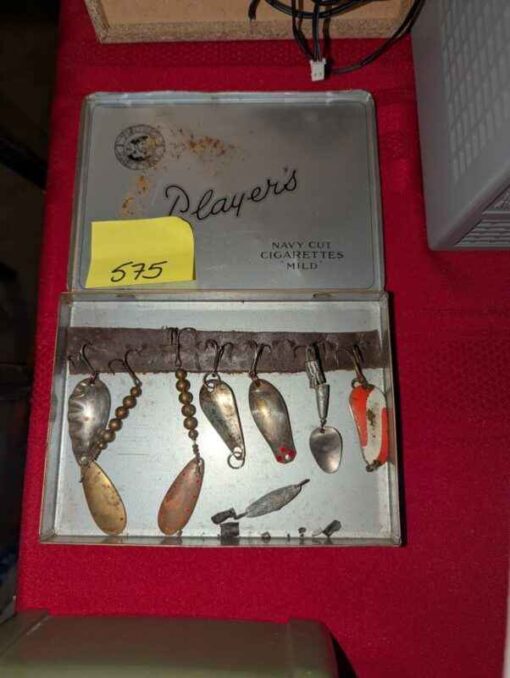 Player's
NAVY CUT
CIGARETTES
"MILD"
575